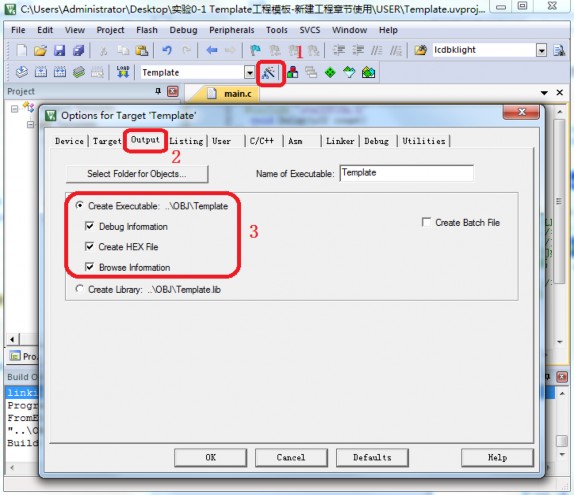 C:\Users\Administrator\Desktop\实验0-1 Template工程模板-新建工程章节使用\USER\Template.uvproj...
File Edit View Project Flash Debug Peripherals Tools SVCS Window Help
1
lcdbklight
LOAD
Template
Project
main.c
Options for Target 'Template'
Device Target Output Listing User C/C++ Asm Linker Debug Utilities
2
Select Folder for Objects... Name of Executable: Template
Create Executable: ..\OBJ\Template
Debug Information
Create Batch File
3
Create HEX File
Browse Information
Create Library: ..\OBJ\Template.lib
Pro...
Build O
linki
Progr
FromE
"..\O
Build
OK Cancel Defaults Help